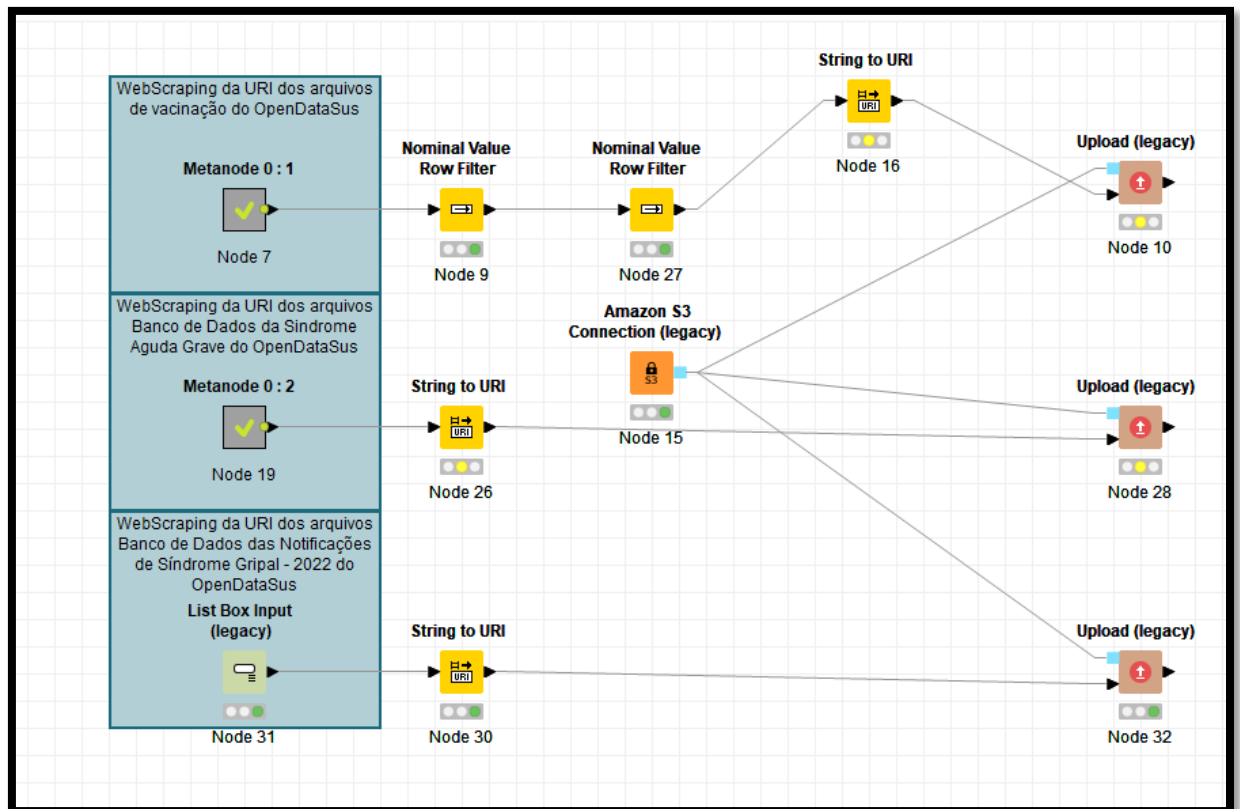 WebScraping da URI dos arquivos
de vacinação do OpenDataSus
Metanode 0 : 1
Node 7
Nominal Value
Row Filter
Node 9
Nominal Value
Row Filter
Node 27
String to URI
URI
Node 16
Upload (legacy)
Node 10
Amazon S3
Connection (legacy)
S3
Node 15
WebScraping da URI dos arquivos
Banco de Dados da Sindrome
Aguda Grave do OpenDataSus
Metanode 0 : 2
Node 19
String to URI
URI
Node 26
Upload (legacy)
Node 28
WebScraping da URI dos arquivos
Banco de Dados das Notificações
de Síndrome Gripal - 2022 do
OpenDataSus
List Box Input
(legacy)
Node 31
String to URI
URI
Node 30
Upload (legacy)
Node 32